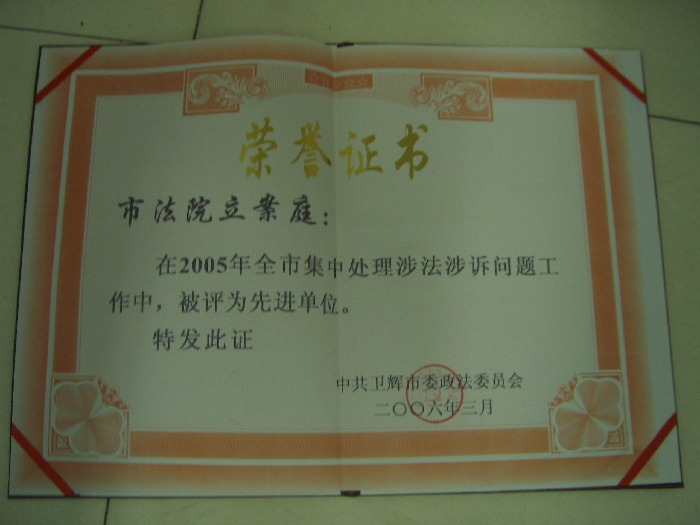 荣誉证书
市法院立案庭：
在2005年全市集中处理涉法涉诉问题工
作中，被评为先进单位。
特发此证
中共卫辉市委政法委员会
二〇〇六年三月